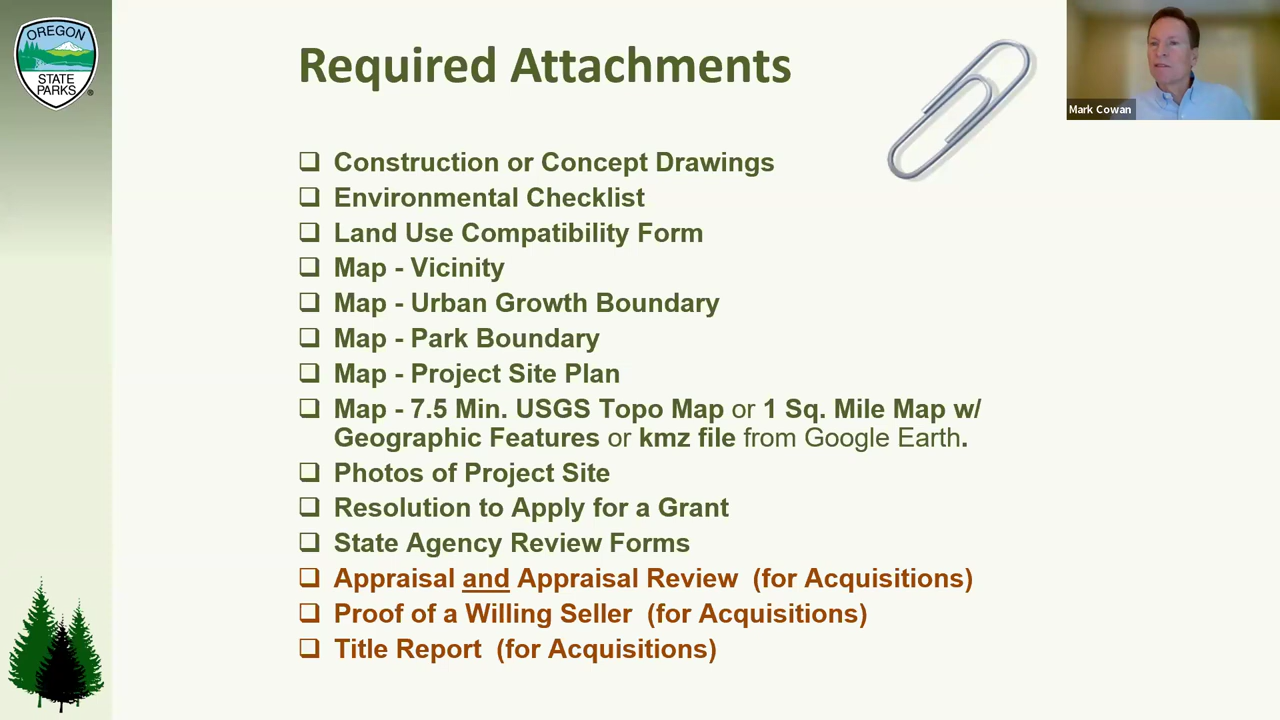 OREGON
STATE
PARKS®
Required Attachments
Mark Cowan
❑ Construction or Concept Drawings
❑ Environmental Checklist
❑ Land Use Compatibility Form
❑ Map - Vicinity
❑ Map - Urban Growth Boundary
❑ Map - Park Boundary
❑ Map - Project Site Plan
❑ Map - 7.5 Min. USGS Topo Map or 1 Sq. Mile Map w/
Geographic Features or kmz file from Google Earth.
❑ Photos of Project Site
❑ Resolution to Apply for a Grant
❑ State Agency Review Forms
❑ Appraisal and Appraisal Review (for Acquisitions)
❑ Proof of a Willing Seller (for Acquisitions)
❑ Title Report (for Acquisitions)